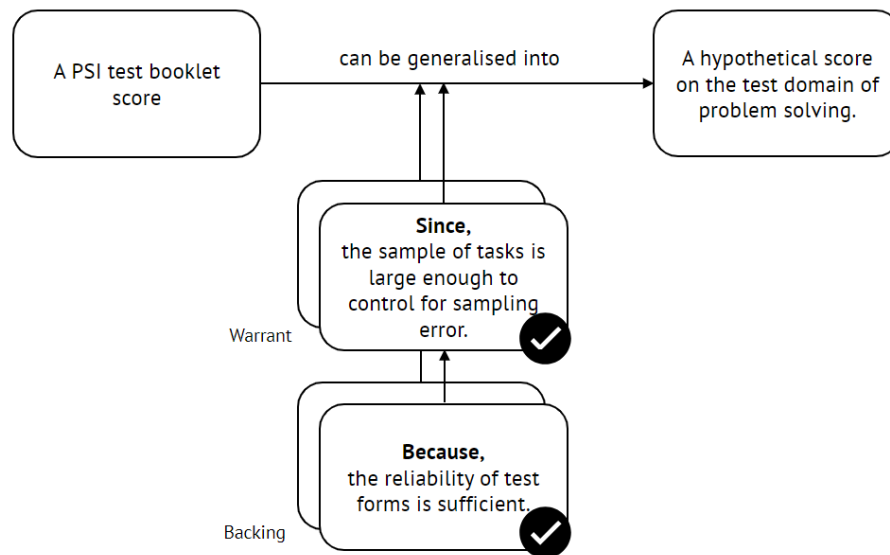 A PSI test booklet
score
can be generalised into
A hypothetical score
on the test domain of
problem solving.
Since,
the sample of tasks is
large enough to
control for sampling
error.
Warrant
Because,
the reliability of test
forms is sufficient.
Backing